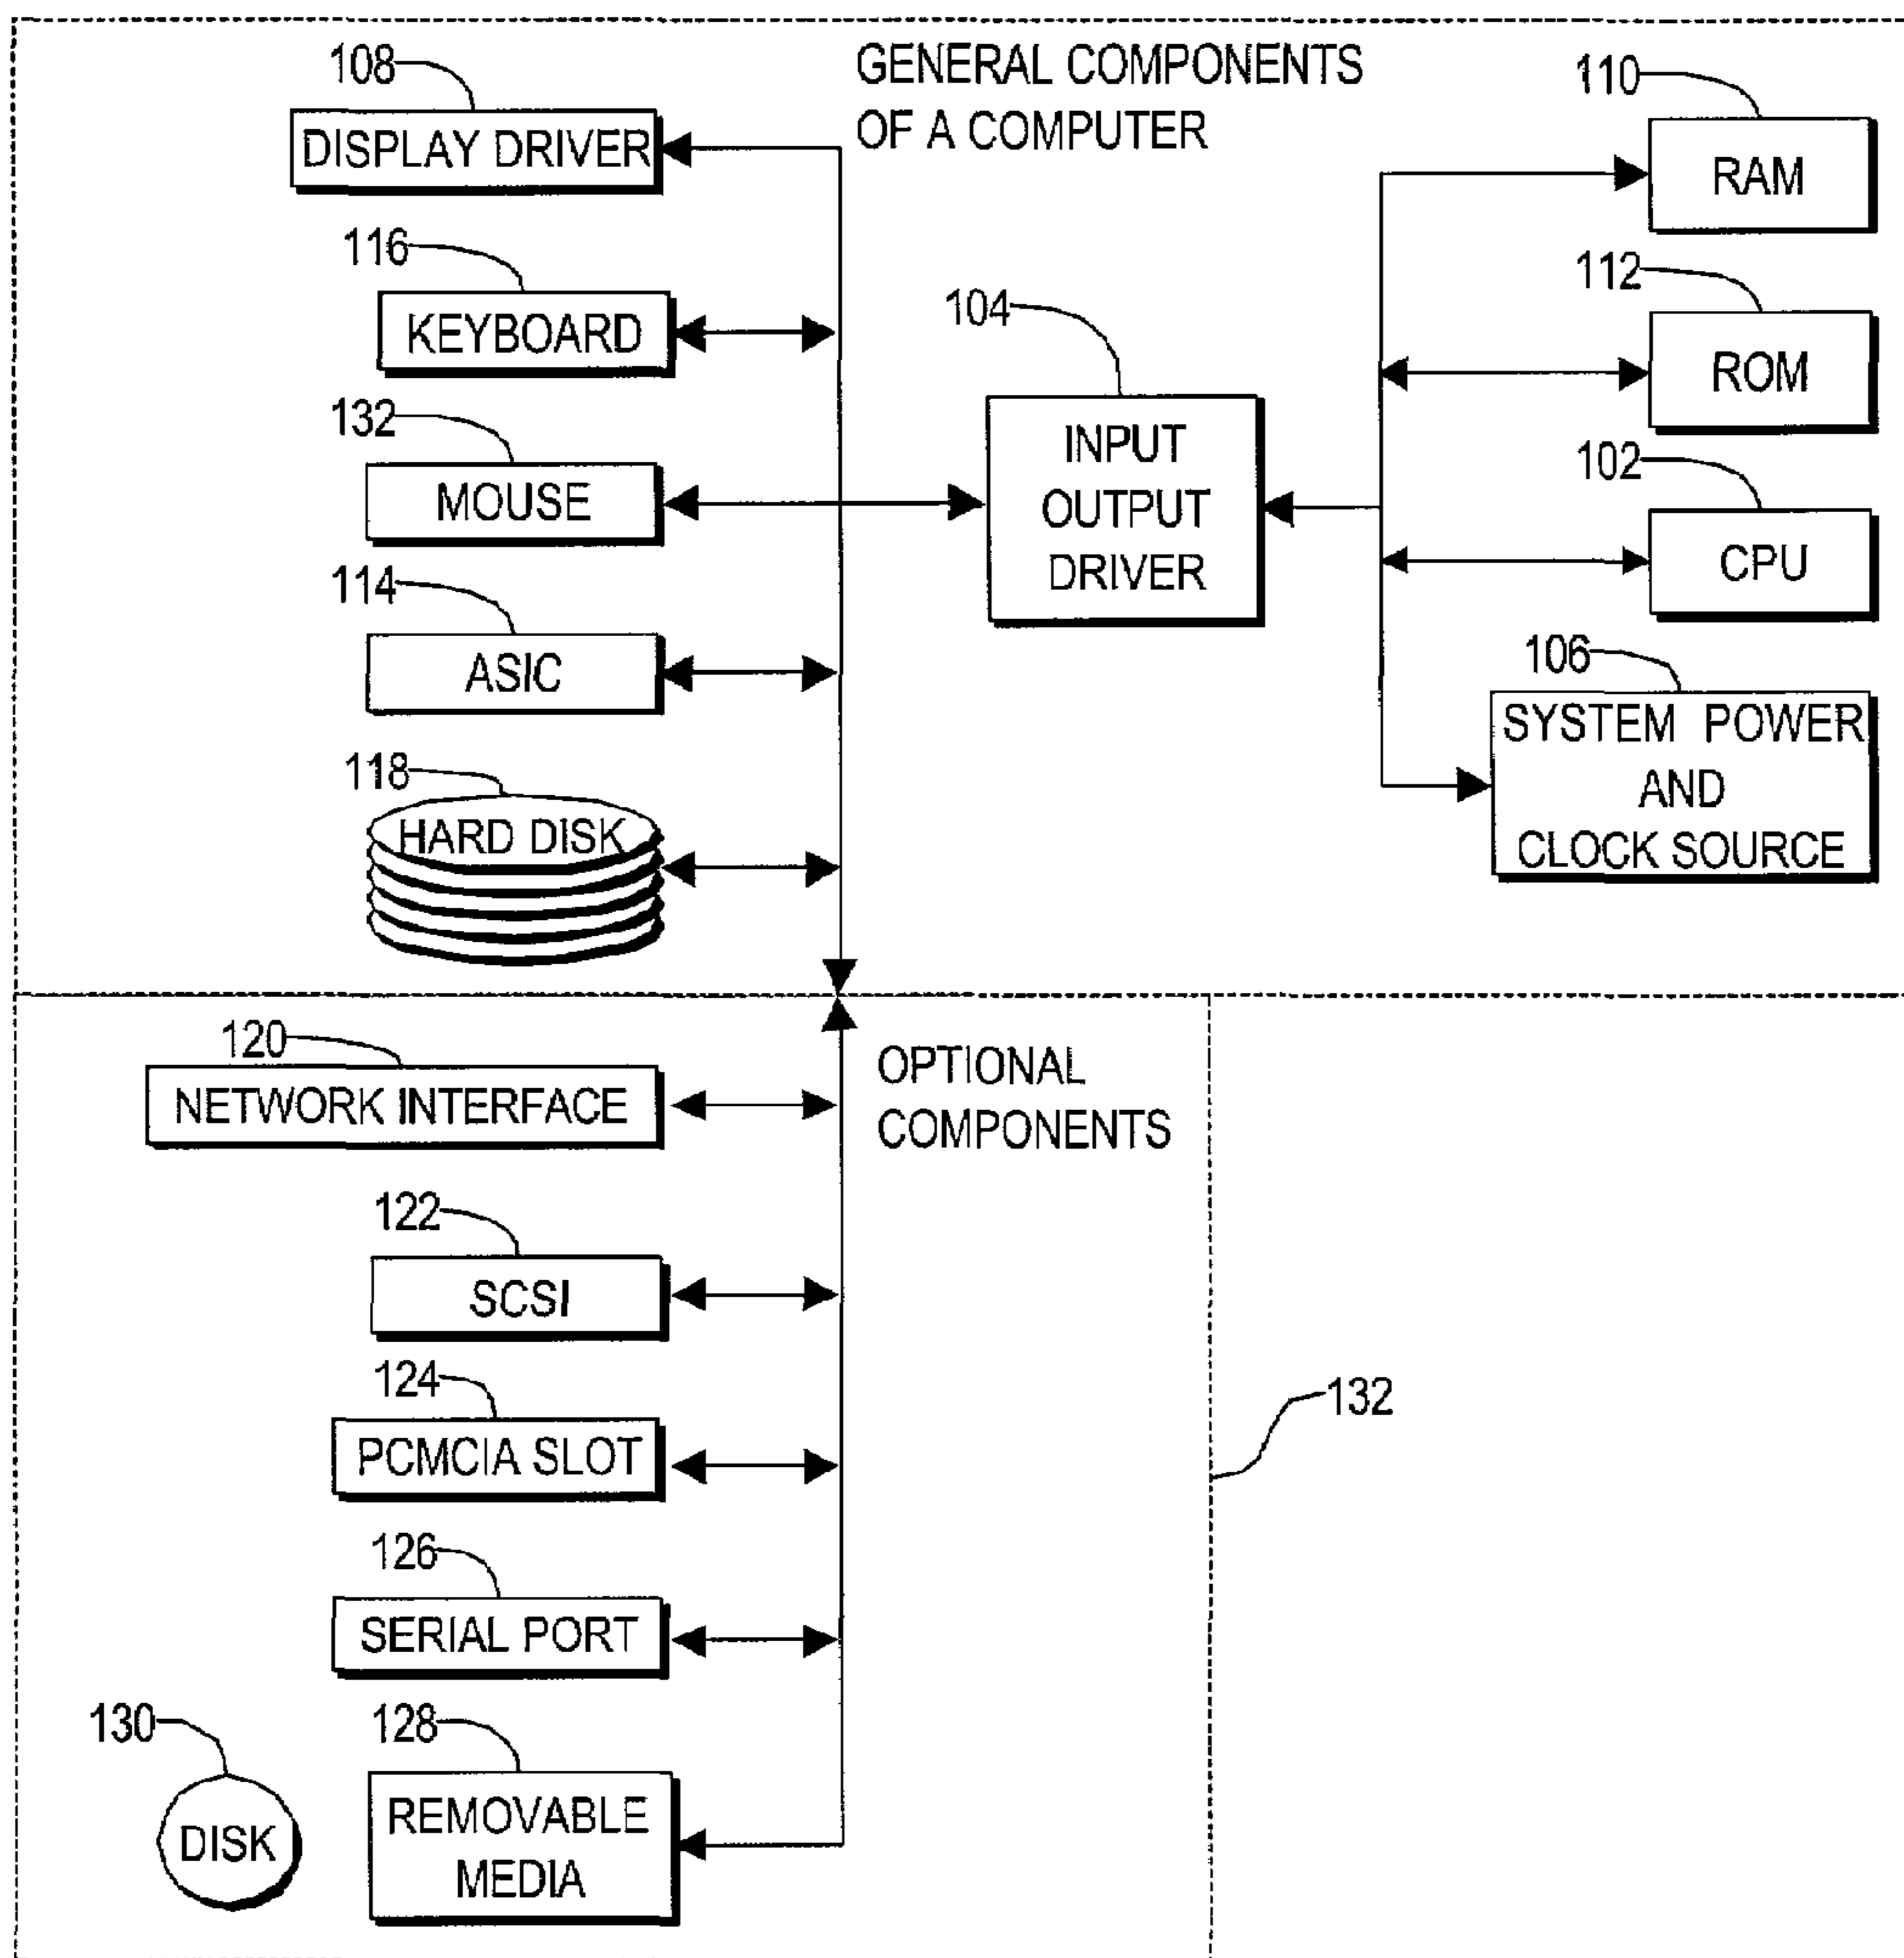 GENERAL COMPONENTS
OF A COMPUTER
108
DISPLAY DRIVER
116
KEYBOARD
132
MOUSE
114
ASIC
118
HARD DISK
104
INPUT
OUTPUT
DRIVER
110
RAM
112
ROM
102
CPU
106
SYSTEM POWER
AND
CLOCK SOURCE
OPTIONAL
COMPONENTS
120
NETWORK INTERFACE
122
SCSI
124
PCMCIA SLOT
126
SERIAL PORT
130
DISK
128
REMOVABLE
MEDIA
132